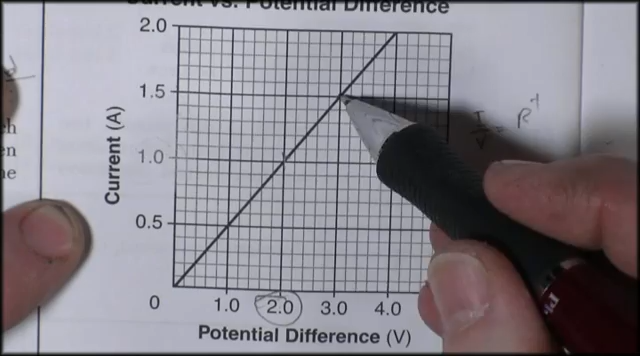 Current vs. Potential Difference
2.0
1.5
1.0
0.5
0
1.0 2.0 3.0 4.0
Current (A)
Potential Difference (V)
I/V = R⁻¹